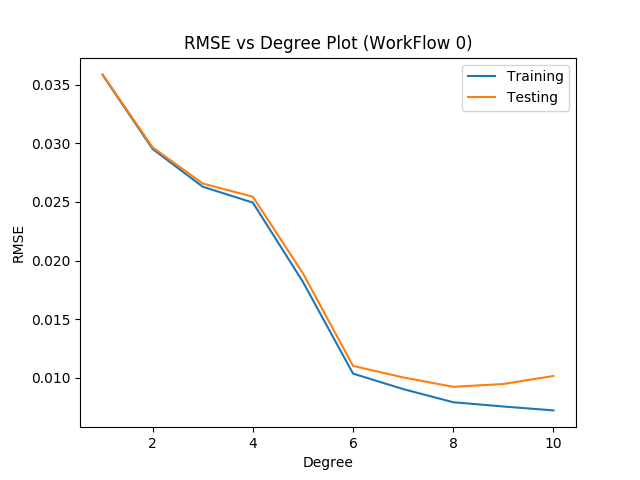 RMSE vs Degree Plot (WorkFlow 0)
Training
Testing
0.035
0.030
0.025
0.020
0.015
0.010
RMSE
2 4 6 8 10
Degree